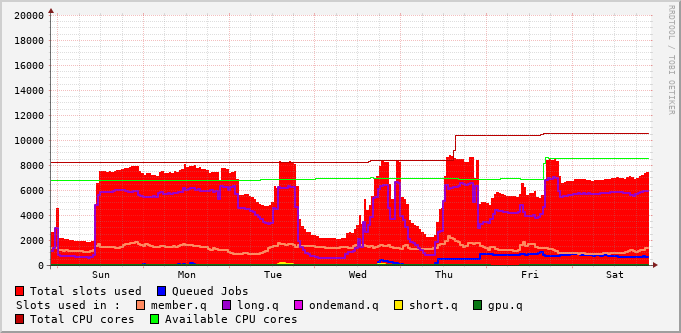 20000
18000
16000
14000
12000
10000
8000
6000
4000
2000
0
Sun Mon Tue Wed Thu Fri Sat
RRDTOOL / TOBI OETIKER
Total slots used Queued Jobs
Slots used in : member.q long.q ondemand.q short.q gpu.q
Total CPU cores Available CPU cores